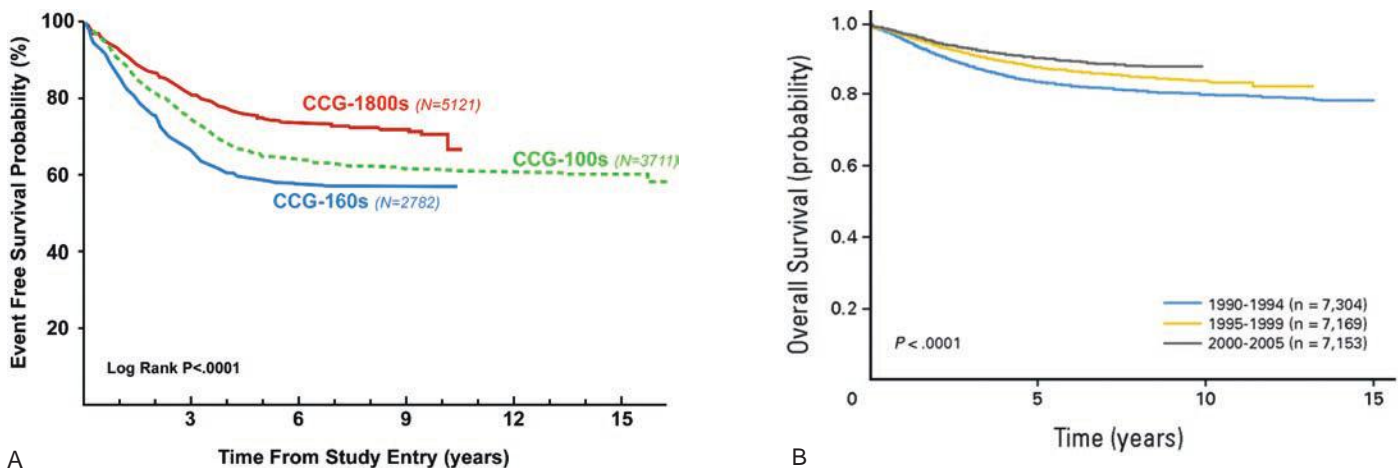 Event Free Survival Probability (%)
100
80
60
40
20
CCG-1800s (N=5121)
CCG-100s (N=3711)
CCG-160s (N=2782)
Log Rank P<.0001
3 6 9 12 15
Time From Study Entry (years)
A
Overall Survival (probability)
1.0
0.8
0.6
0.4
0.2
0 5 10 15
1990-1994 (n = 7,304)
1995-1999 (n = 7,169)
2000-2005 (n = 7,153)
P < .0001
Time (years)
B